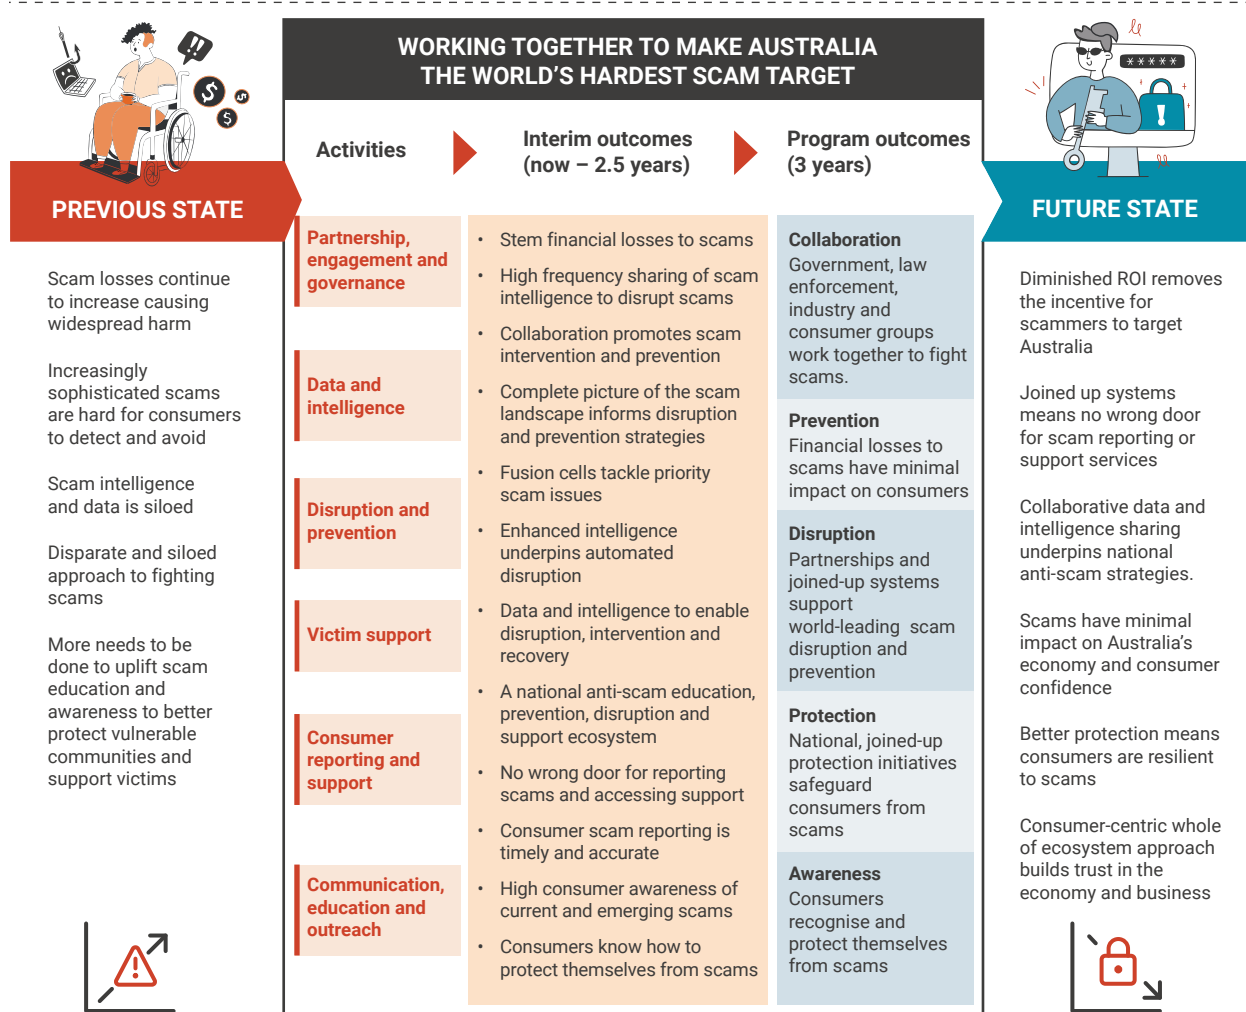 WORKING TOGETHER TO MAKE AUSTRALIA
THE WORLD'S HARDEST SCAM TARGET
!!
$
$
$
*****
!
PREVIOUS STATE
Scam losses continue
to increase causing
widespread harm
Increasingly
sophisticated scams
are hard for consumers
to detect and avoid
Scam intelligence
and data is siloed
Disparate and siloed
approach to fighting
scams
More needs to be
done to uplift scam
education and
awareness to better
protect vulnerable
communities and
support victims
Activities
Partnership,
engagement and
governance
Data and
intelligence
Disruption and
prevention
Victim support
Consumer
reporting and
support
Communication,
education and
outreach
Interim outcomes
(now – 2.5 years)
• Stem financial losses to scams
• High frequency sharing of scam
intelligence to disrupt scams
• Collaboration promotes scam
intervention and prevention
• Complete picture of the scam
landscape informs disruption
and prevention strategies
• Fusion cells tackle priority
scam issues
• Enhanced intelligence
underpins automated
disruption
• Data and intelligence to enable
disruption, intervention and
recovery
• A national anti-scam education,
prevention, disruption and
support ecosystem
• No wrong door for reporting
scams and accessing support
• Consumer scam reporting is
timely and accurate
• High consumer awareness of
current and emerging scams
• Consumers know how to
protect themselves from scams
Program outcomes
(3 years)
Collaboration
Government, law
enforcement,
industry and
consumer groups
work together to fight
scams.
Prevention
Financial losses to
scams have minimal
impact on consumers
Disruption
Partnerships and
joined-up systems
support
world-leading scam
disruption and
prevention
Protection
National, joined-up
protection initiatives
safeguard
consumers from
scams
Awareness
Consumers
recognise and
protect themselves
from scams
FUTURE STATE
Diminished ROI removes
the incentive for
scammers to target
Australia
Joined up systems
means no wrong door
for scam reporting or
support services
Collaborative data and
intelligence sharing
underpins national
anti-scam strategies.
Scams have minimal
impact on Australia's
economy and consumer
confidence
Better protection means
consumers are resilient
to scams
Consumer-centric whole
of ecosystem approach
builds trust in the
economy and business